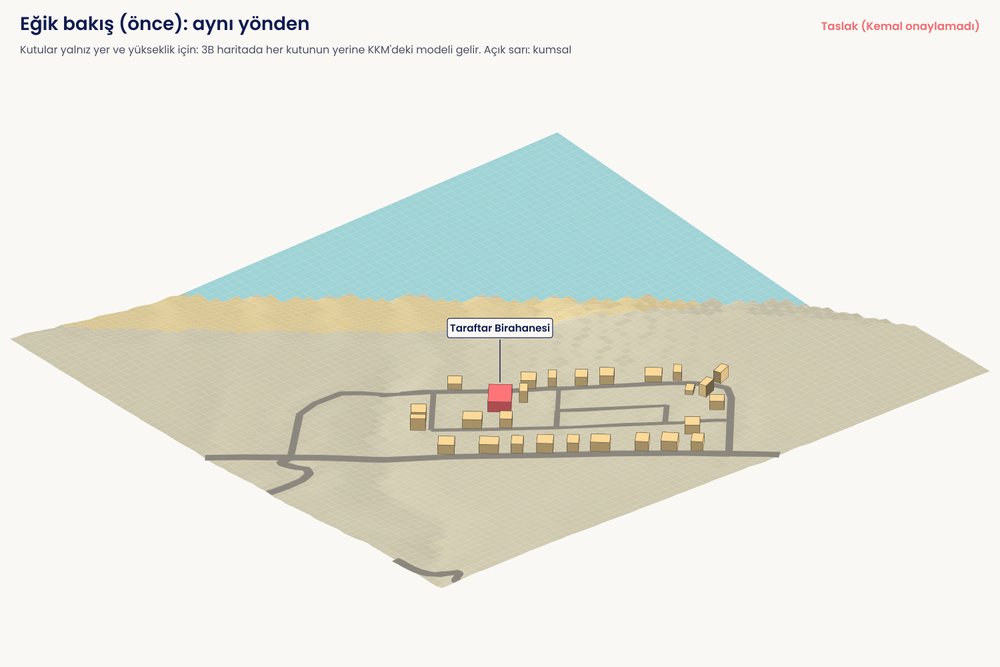 Eğik bakış (önce): aynı yönden
Taslak (Kemal onaylamadı)
Kutular yalnız yer ve yükseklik için: 3B haritada her kutunun yerine KKM'deki modeli gelir. Açık sarı: kumsal
Taraftar Birahanesi